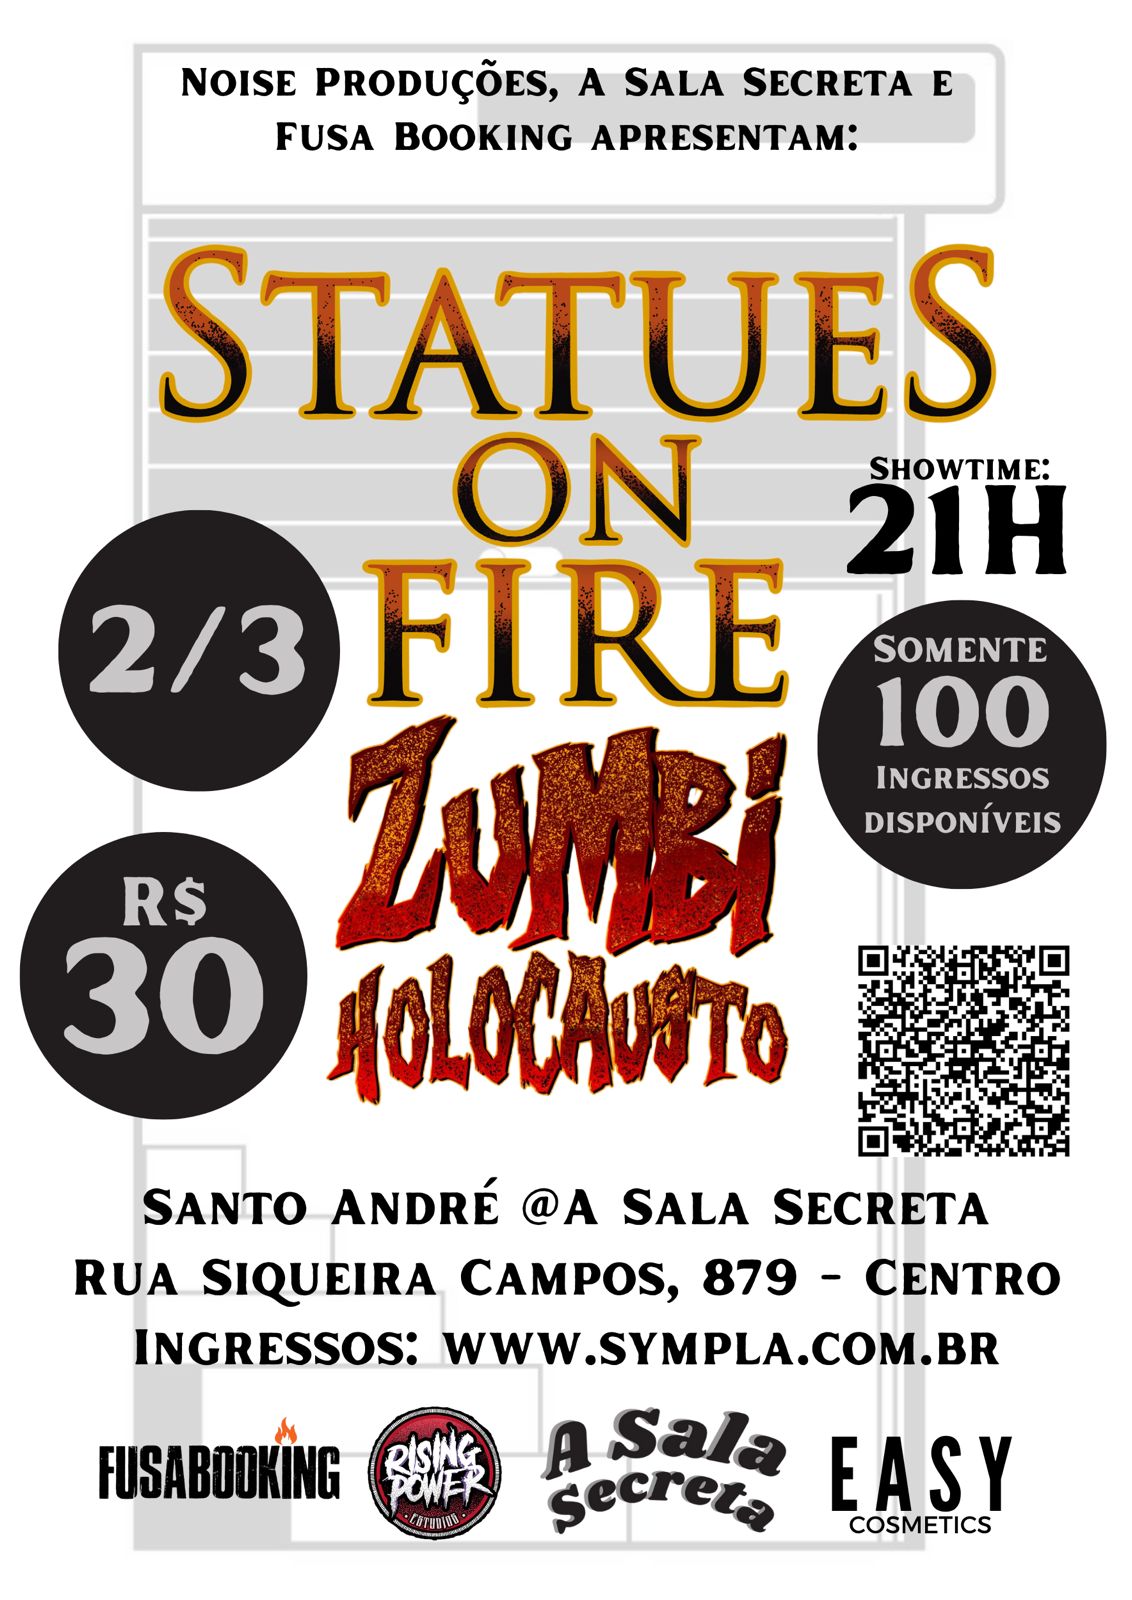 Noise Produções, A Sala Secreta e
Fusa Booking apresentam:
Statues
on
Fire
Showtime:
21H
2/3
Somente
100
Ingressos
disponíveis
Zumbi
Holocausto
R$
30
Santo André @A Sala Secreta
Rua Siqueira Campos, 879 - Centro
Ingressos: www.sympla.com.br
FUSABOOKING
RISING
POWER
ESTUDIOS
A Sala
Secreta
EASY
COSMETICS